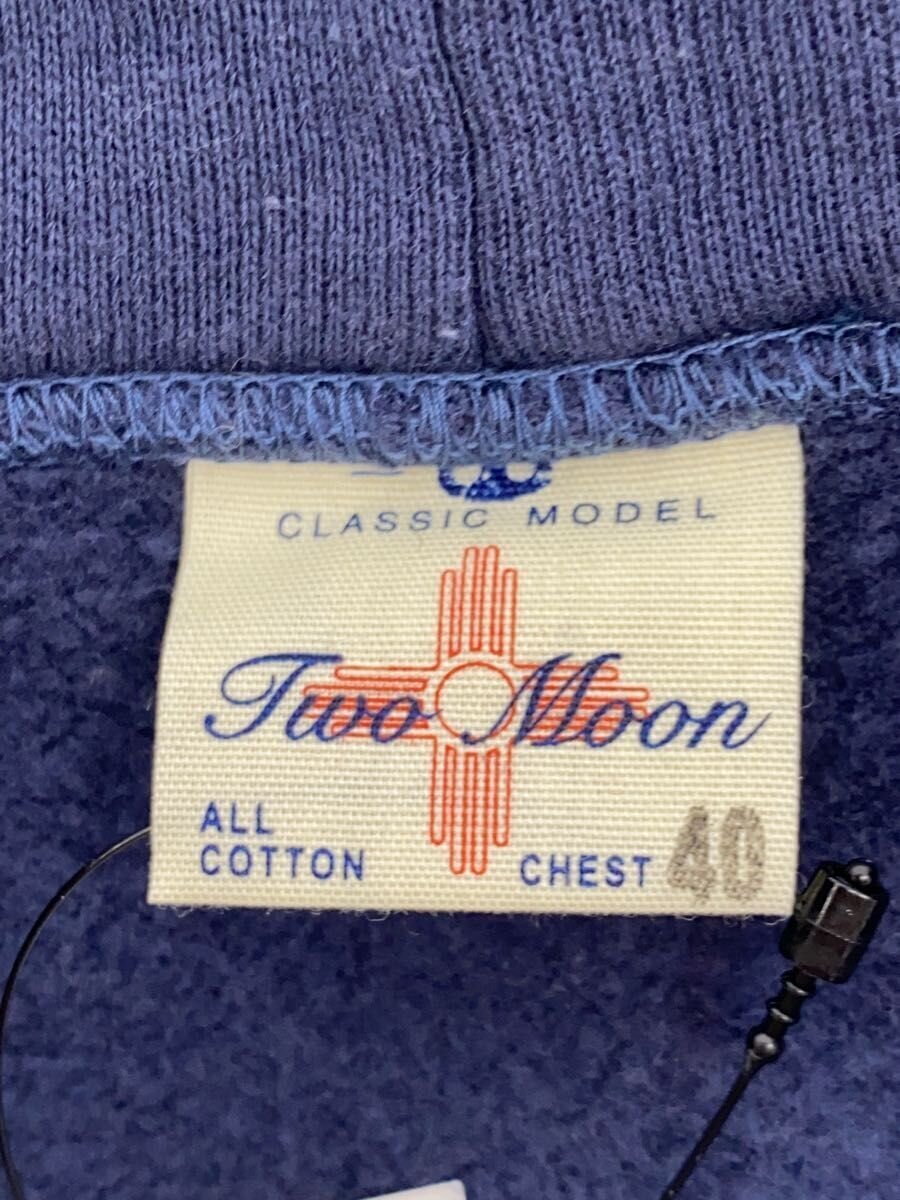 CLASSIC MODEL
Two Moon
ALL
COTTON
CHEST 40